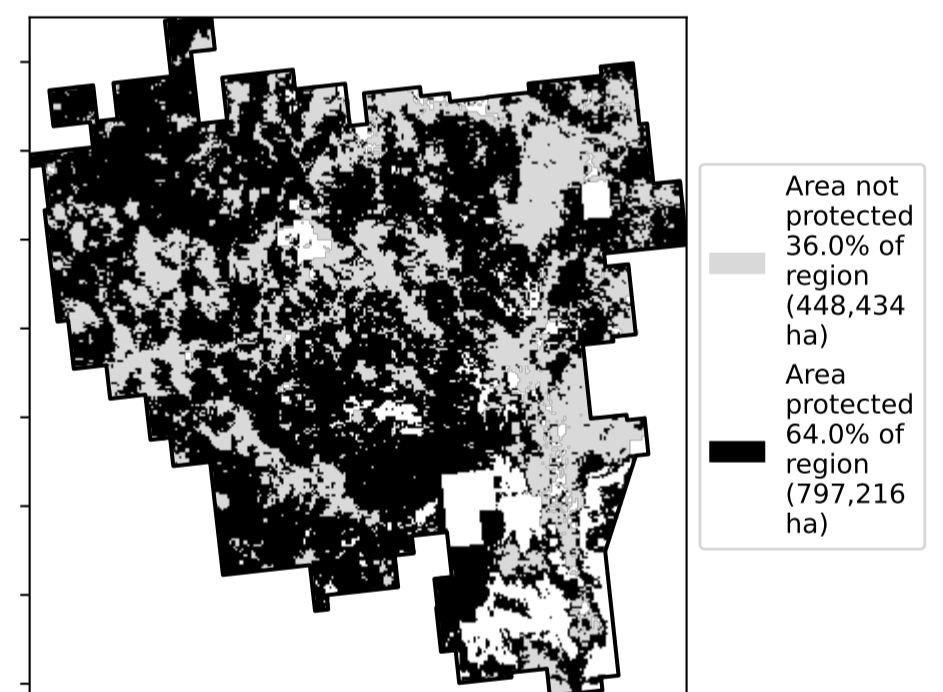 Area not
protected
36.0% of
region
(448,434
ha)
Area
protected
64.0% of
region
(797,216
ha)